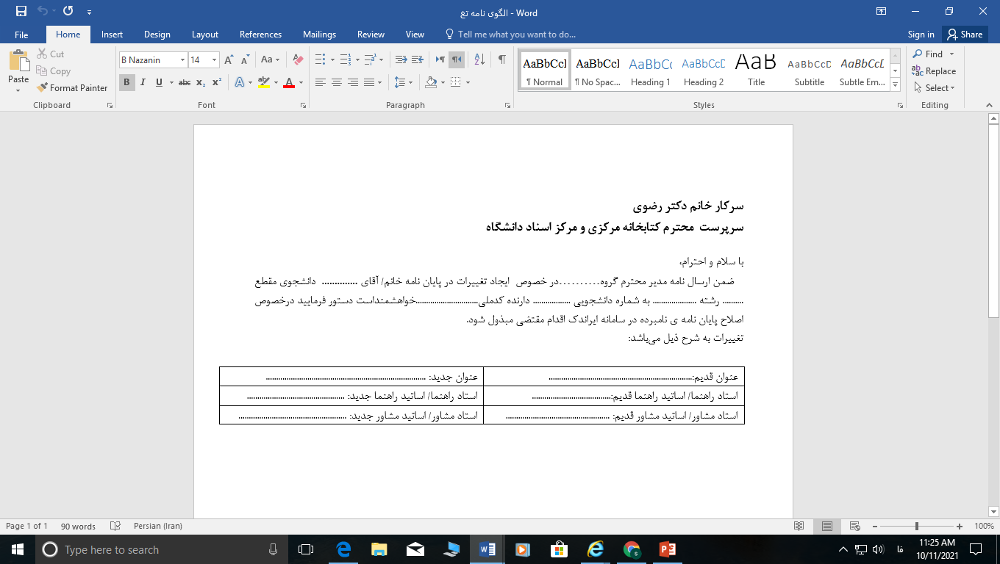 الگوی نامه تغ - Word
File Home Insert Design Layout References Mailings Review View Tell me what you want to do... Sign in Share
Paste Cut Copy Format Painter
B Nazanin 14 Aa
B I U abc x₂ x² A A
AaBbCcI AaBbCcI AaBbCc AaBbCcD AaB AaBbCcD AaBbCcD
¶ Normal ¶ No Spac... Heading 1 Heading 2 Title Subtitle Subtle Em...
Find Replace Select
Clipboard Font Paragraph Styles Editing
سرکار خانم دکتر رضوی
سرپرست محترم کتابخانه مرکزی و مرکز اسناد دانشگاه
با سلام و احترام،
ضمن ارسال نامه مدیر محترم گروه..........در خصوص ایجاد تغییرات در پایان نامه خانم/ آقای .............. دانشجوی مقطع
.......... رشته ..................... به شماره دانشجویی .................. دارنده کدملی..............................خواهشمنداست دستور فرمایید درخصوص
اصلاح پایان نامه ی نامبرده در سامانه ایراندک اقدام مقتضی مبذول شود.
تغییرات به شرح ذیل می‌باشد:
عنوان قدیم:...................................................................... عنوان جدید: ..............................................................................
استاد راهنما/ اساتید راهنما قدیم:...................................... استاد راهنما/ اساتید راهنما جدید: ...............................................
استاد مشاور/ اساتید مشاور قدیم: .................................................. استاد مشاور/ اساتید مشاور جدید: ....................................................
Page 1 of 1 90 words Persian (Iran) 100%
Type here to search فا 11:25 AM
10/11/2021